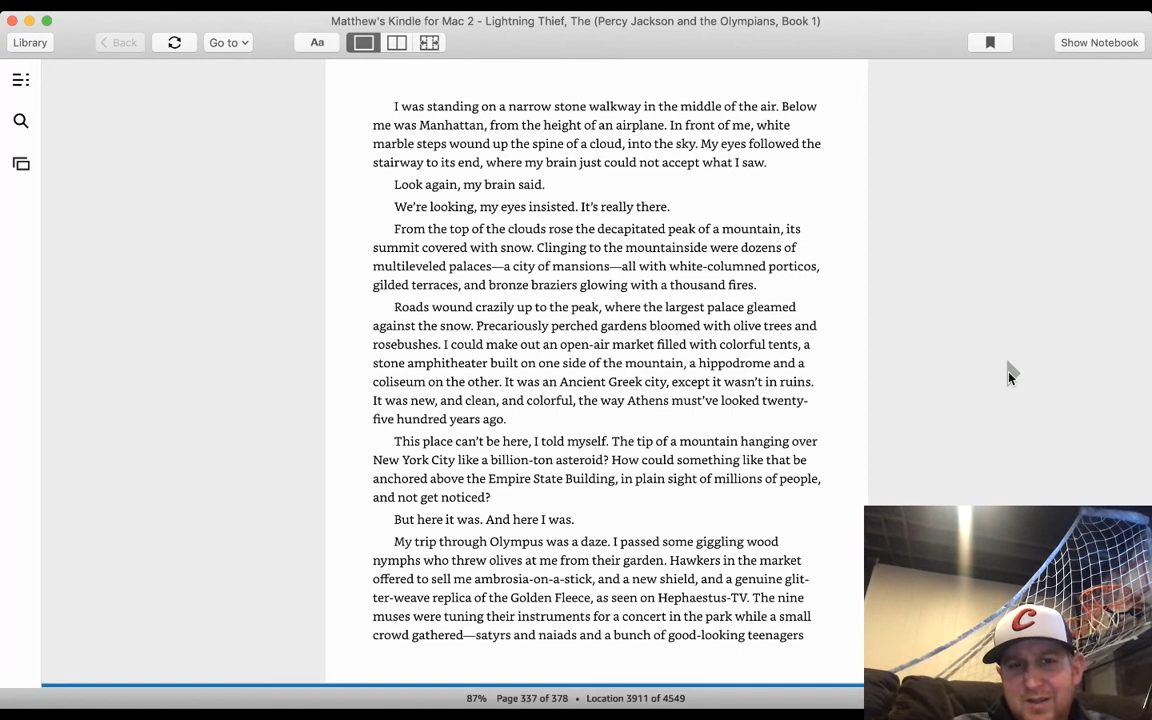 Matthew's Kindle for Mac 2 - Lightning Thief, The (Percy Jackson and the Olympians, Book 1)
Library
Back
Go to
Aa
Show Notebook
I was standing on a narrow stone walkway in the middle of the air. Below
me was Manhattan, from the height of an airplane. In front of me, white
marble steps wound up the spine of a cloud, into the sky. My eyes followed the
stairway to its end, where my brain just could not accept what I saw.
Look again, my brain said.
We're looking, my eyes insisted. It's really there.
From the top of the clouds rose the decapitated peak of a mountain, its
summit covered with snow. Clinging to the mountainside were dozens of
multileveled palaces—a city of mansions—all with white-columned porticos,
gilded terraces, and bronze braziers glowing with a thousand fires.
Roads wound crazily up to the peak, where the largest palace gleamed
against the snow. Precariously perched gardens bloomed with olive trees and
rosebushes. I could make out an open-air market filled with colorful tents, a
stone amphitheater built on one side of the mountain, a hippodrome and a
coliseum on the other. It was an Ancient Greek city, except it wasn't in ruins.
It was new, and clean, and colorful, the way Athens must've looked twenty-
five hundred years ago.
This place can't be here, I told myself. The tip of a mountain hanging over
New York City like a billion-ton asteroid? How could something like that be
anchored above the Empire State Building, in plain sight of millions of people,
and not get noticed?
But here it was. And here I was.
My trip through Olympus was a daze. I passed some giggling wood
nymphs who threw olives at me from their garden. Hawkers in the market
offered to sell me ambrosia-on-a-stick, and a new shield, and a genuine glit-
ter-weave replica of the Golden Fleece, as seen on Hephaestus-TV. The nine
muses were tuning their instruments for a concert in the park while a small
crowd gathered—satyrs and naiads and a bunch of good-looking teenagers
C
87% Page 337 of 378 • Location 3911 of 4549